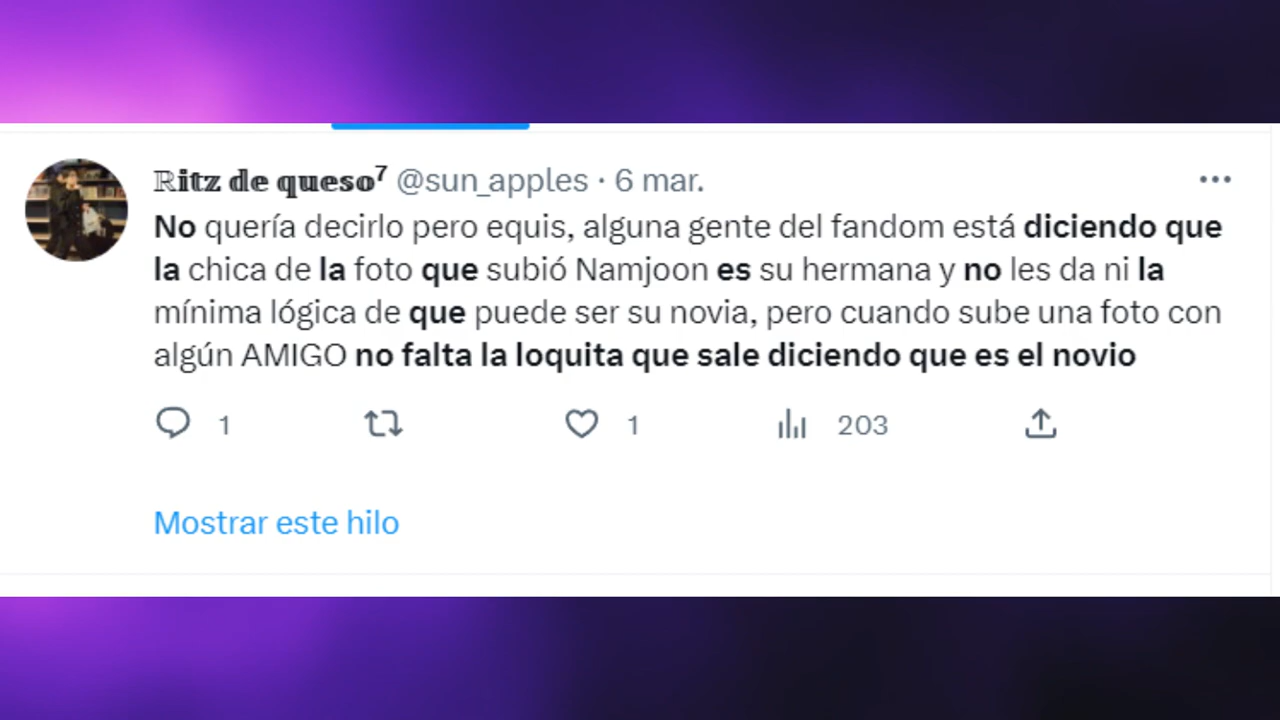 ℝ𝕚𝕥𝕫 𝕕𝕖 𝕢𝕦𝕖𝕤𝕠⁷ @sun_apples · 6 mar.
No quería decirlo pero equis, alguna gente del fandom está diciendo que
la chica de la foto que subió Namjoon es su hermana y no les da ni la
mínima lógica de que puede ser su novia, pero cuando sube una foto con
algún AMIGO no falta la loquita que sale diciendo que es el novio
1 1 203
Mostrar este hilo